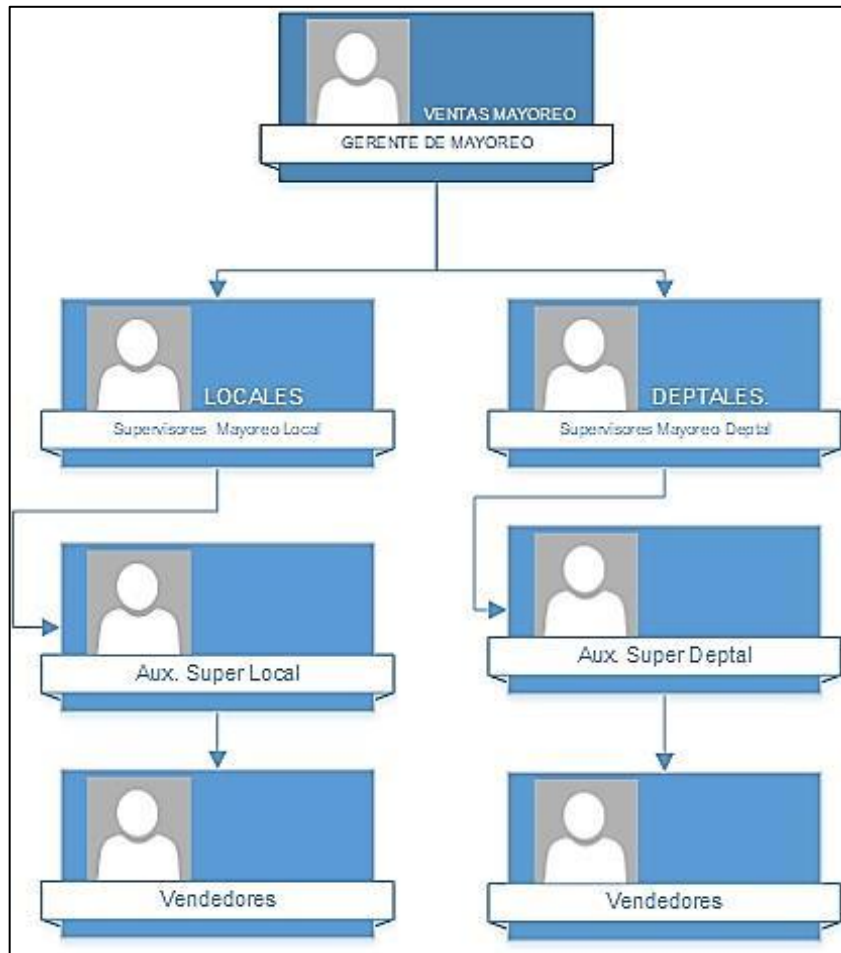 VENTAS MAYOREO
GERENTE DE MAYOREO
LOCALES
Supervisores Mayoreo Local
DEPTALES.
Supervisores Mayoreo Deptal
Aux. Super Local
Aux. Super Deptal
Vendedores
Vendedores